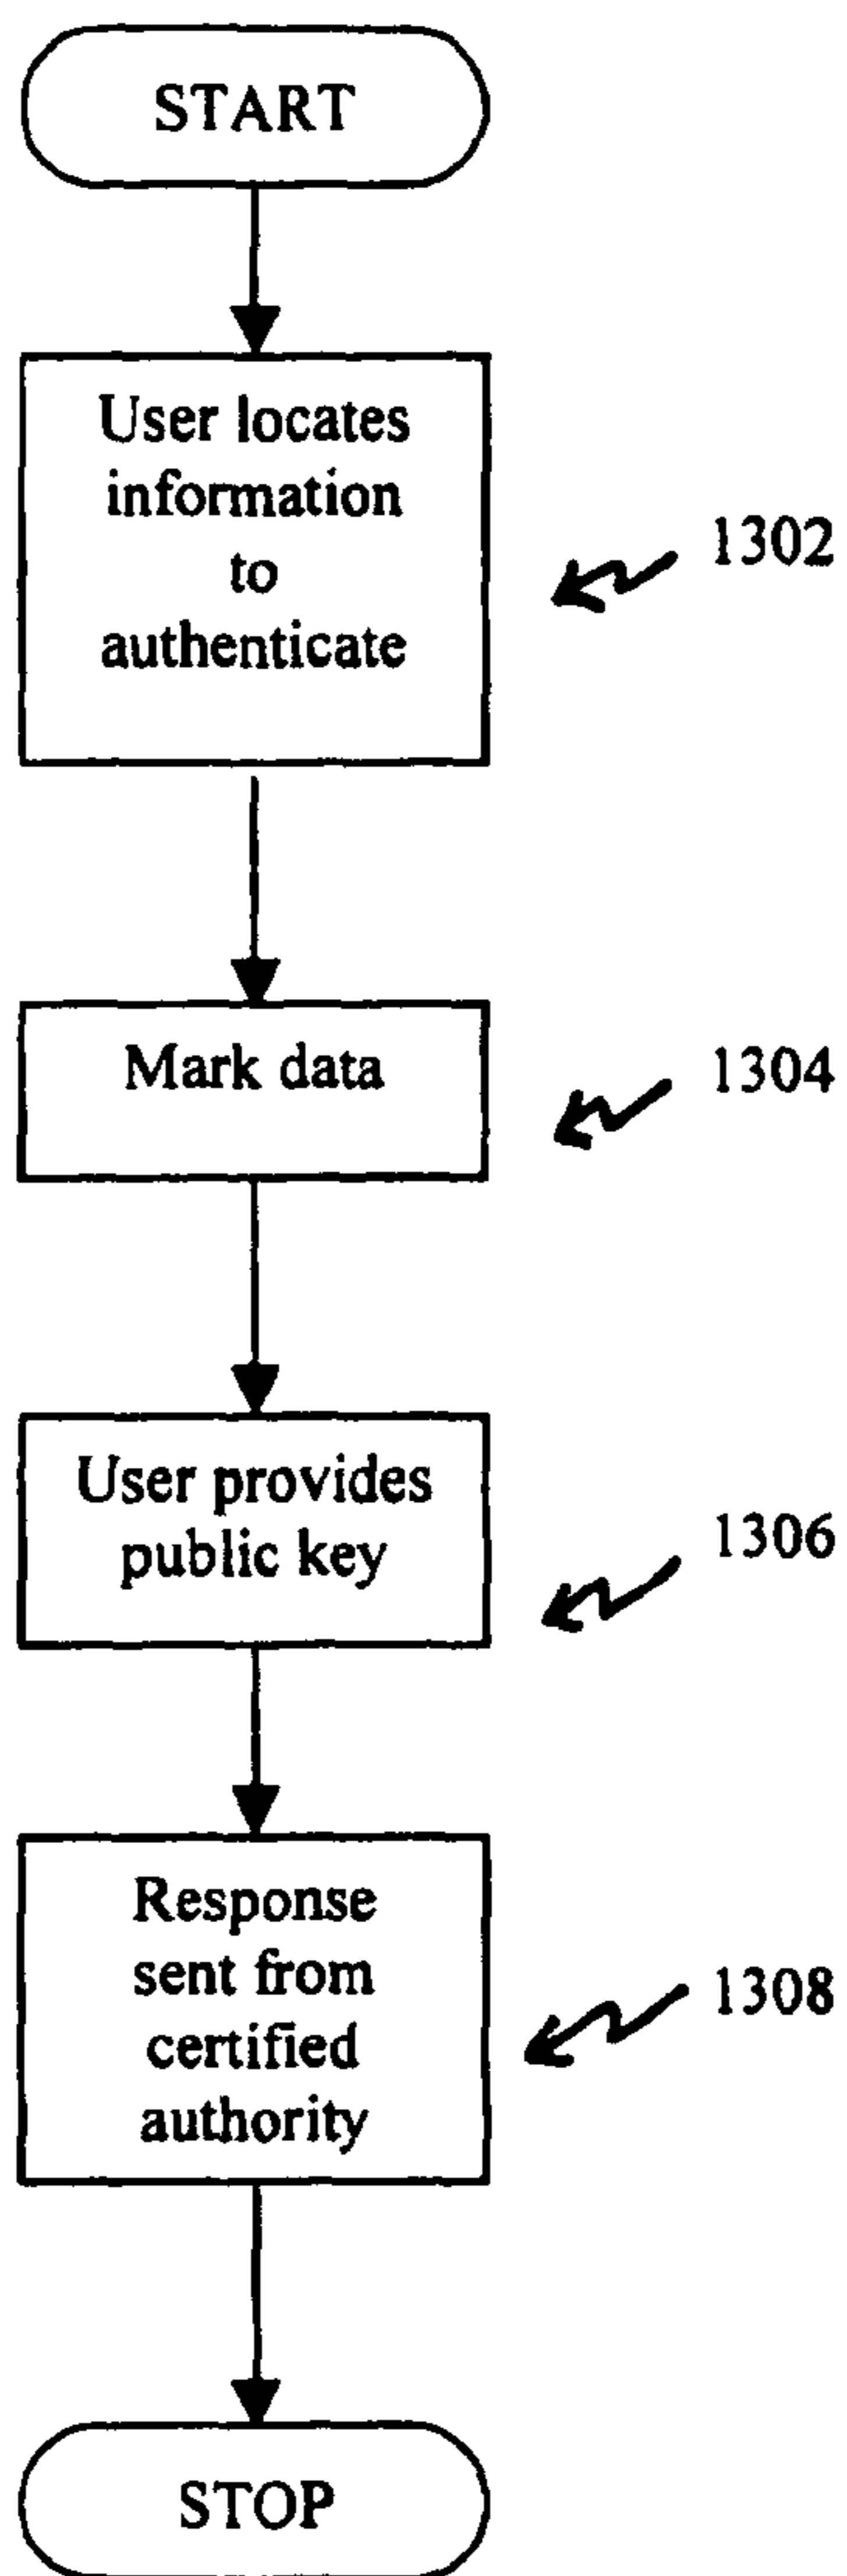 START
User locates
information
to
authenticate
1302
Mark data
1304
User provides
public key
1306
Response
sent from
certified
authority
1308
STOP